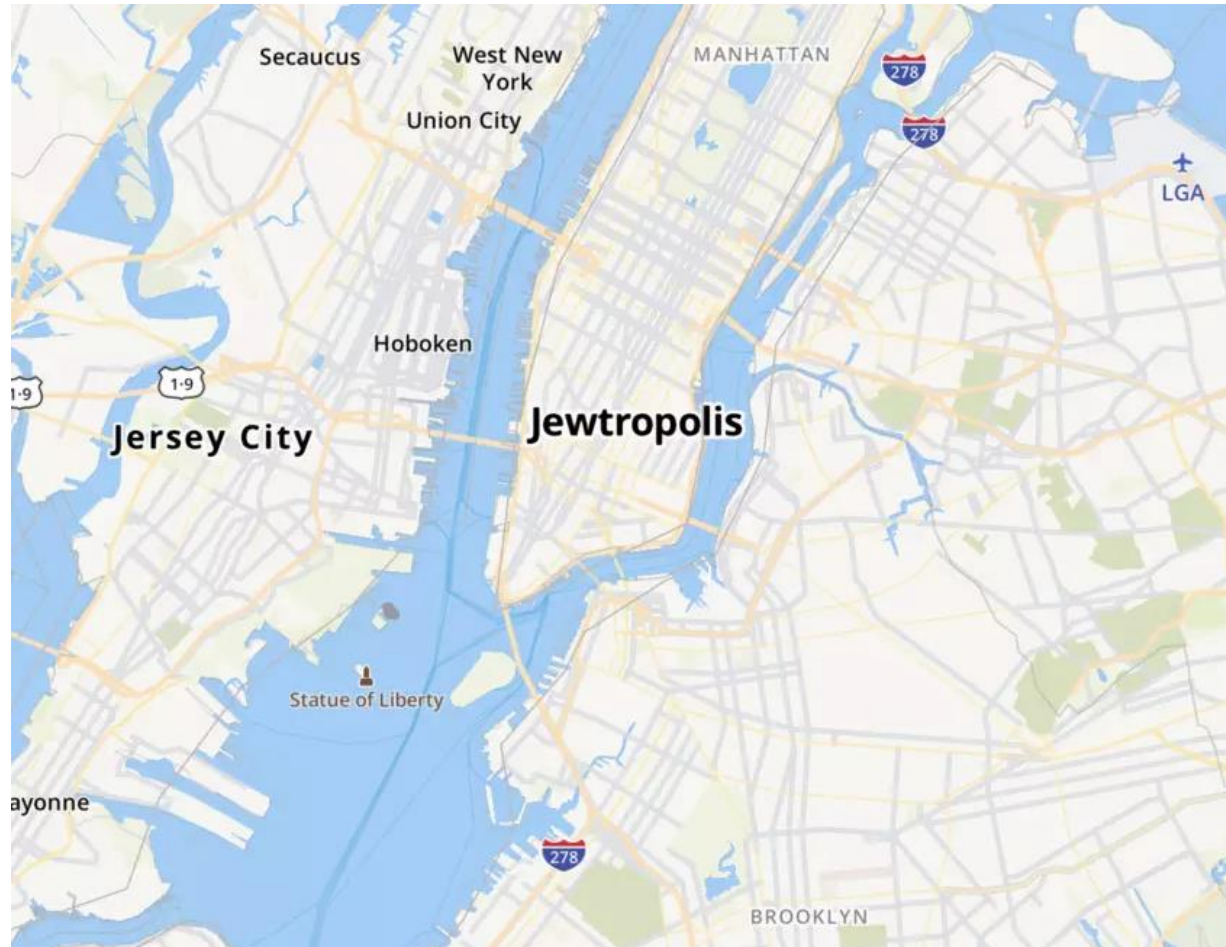 Secaucus
West New
York
MANHATTAN
278
Union City
278
LGA
Hoboken
1·9
1·9
Jewtropolis
Jersey City
Statue of Liberty
ayonne
278
BROOKLYN